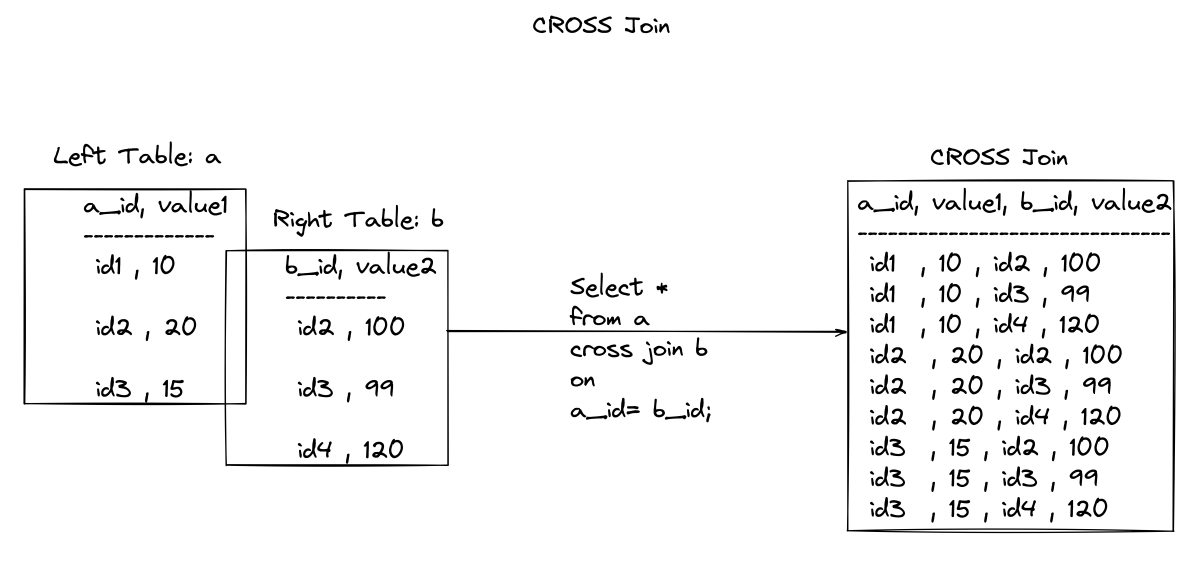 CROSS Join
Left Table: a
a_id, value1
-------------
id1 , 10
id2 , 20
id3 , 15
Right Table: b
b_id, value2
----------
id2 , 100
id3 , 99
id4 , 120
Select *
from a
cross join b
on
a_id= b_id;
CROSS Join
a_id, value1, b_id, value2
-------------------------------
id1 , 10 , id2 , 100
id1 , 10 , id3 , 99
id1 , 10 , id4 , 120
id2 , 20 , id2 , 100
id2 , 20 , id3 , 99
id2 , 20 , id4 , 120
id3 , 15 , id2 , 100
id3 , 15 , id3 , 99
id3 , 15 , id4 , 120